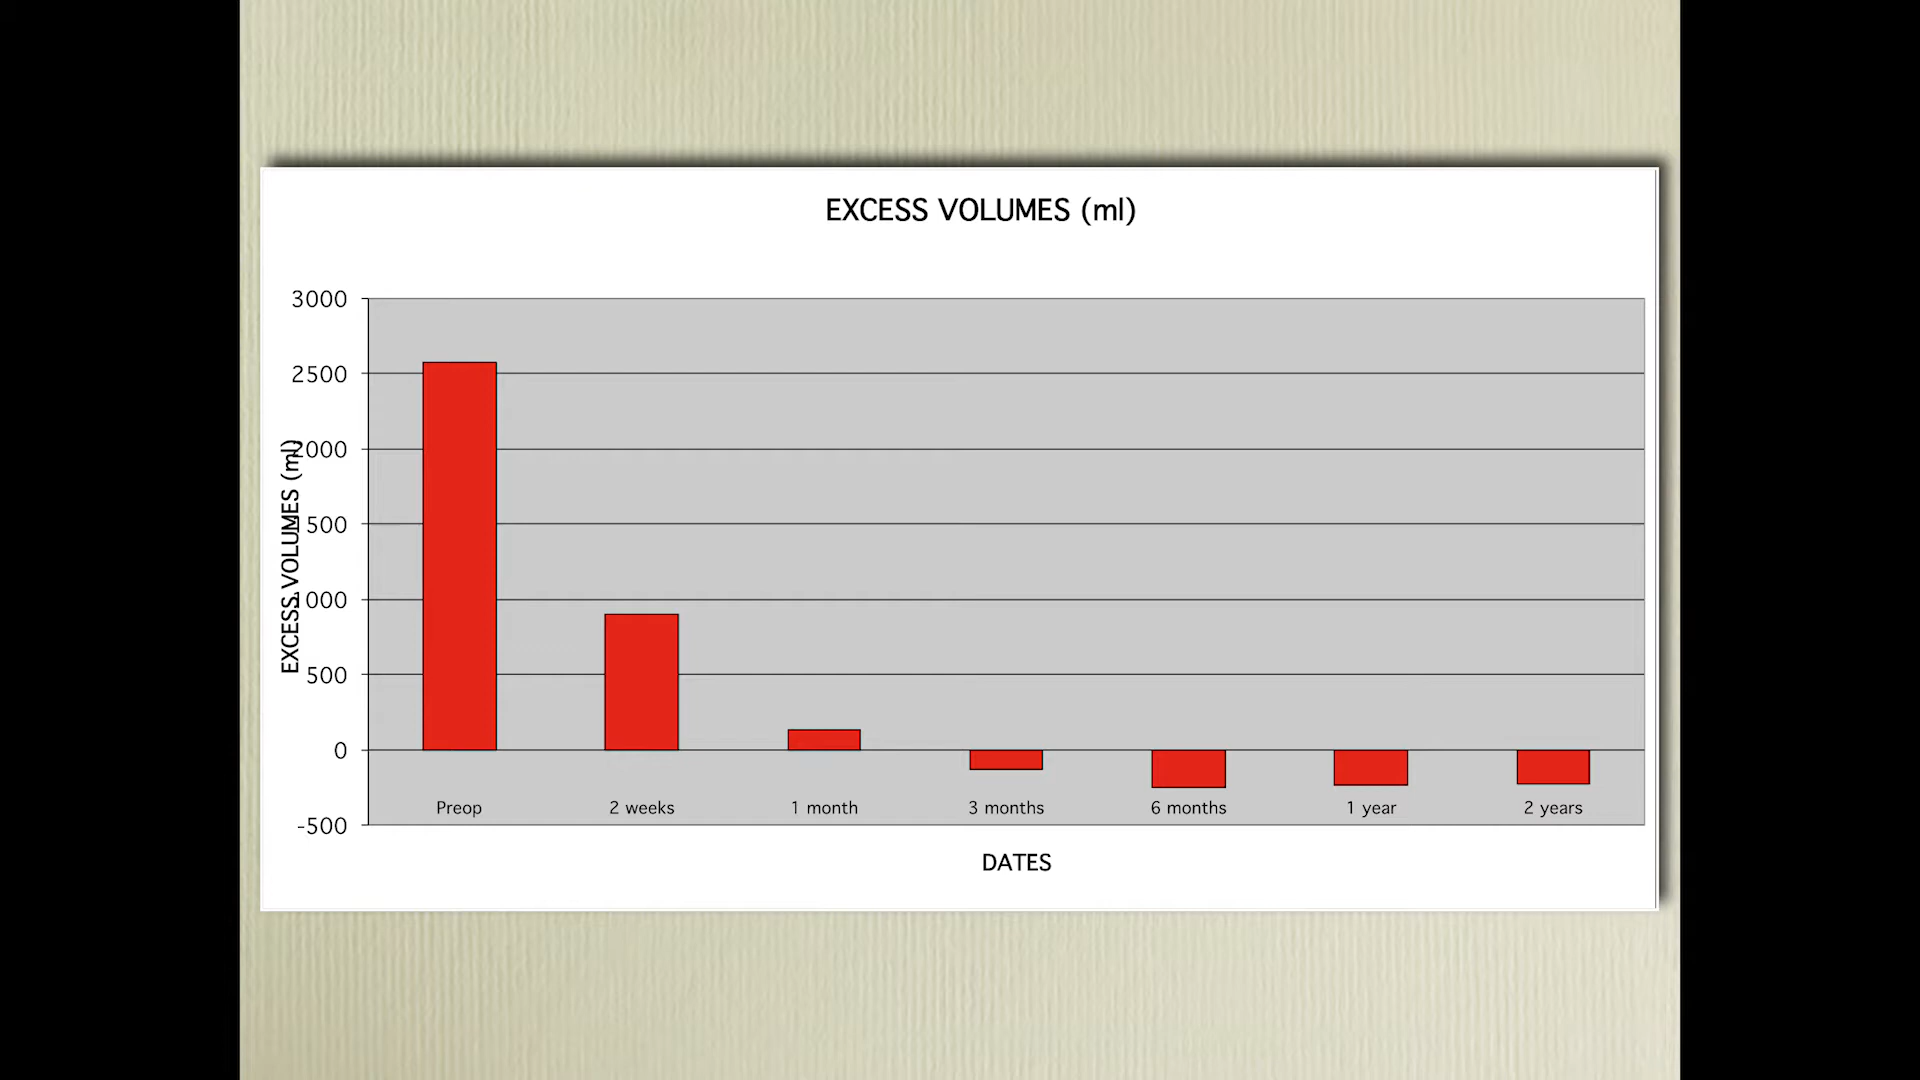 EXCESS VOLUMES (ml)
3000
2500
2000
1500
1000
500
0
-500
EXCESS VOLUMES (ml)
Preop 2 weeks 1 month 3 months 6 months 1 year 2 years
DATES